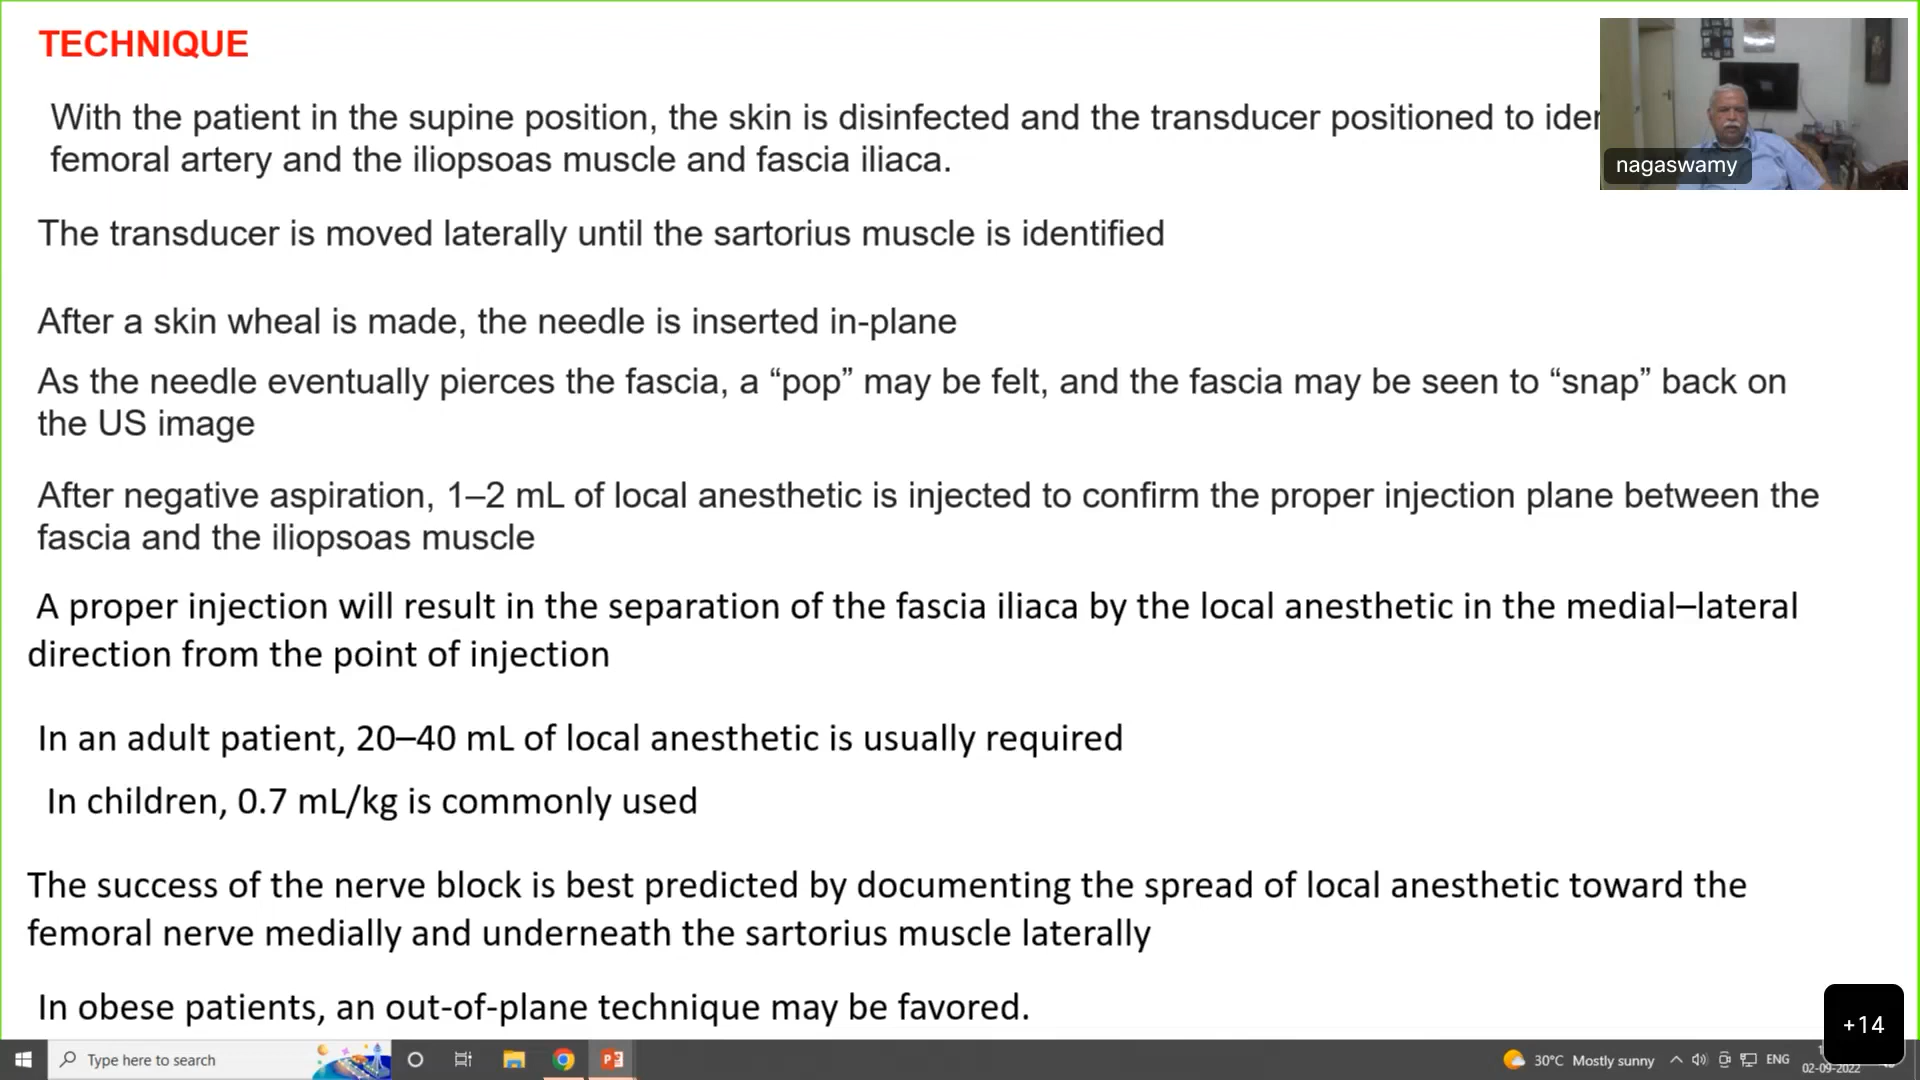 TECHNIQUE
With the patient in the supine position, the skin is disinfected and the transducer positioned to
femoral artery and the iliopsoas muscle and fascia iliaca.
nagaswamy
The transducer is moved laterally until the sartorius muscle is identified
After a skin wheal is made, the needle is inserted in-plane
As the needle eventually pierces the fascia, a “pop” may be felt, and the fascia may be seen to “snap” back on
the US image
After negative aspiration, 1–2 mL of local anesthetic is injected to confirm the proper injection plane between the
fascia and the iliopsoas muscle
A proper injection will result in the separation of the fascia iliaca by the local anesthetic in the medial–lateral
direction from the point of injection
In an adult patient, 20–40 mL of local anesthetic is usually required
In children, 0.7 mL/kg is commonly used
The success of the nerve block is best predicted by documenting the spread of local anesthetic toward the
femoral nerve medially and underneath the sartorius muscle laterally
In obese patients, an out-of-plane technique may be favored.
+14
Type here to search
30°C Mostly sunny
ENG
02-09-2022